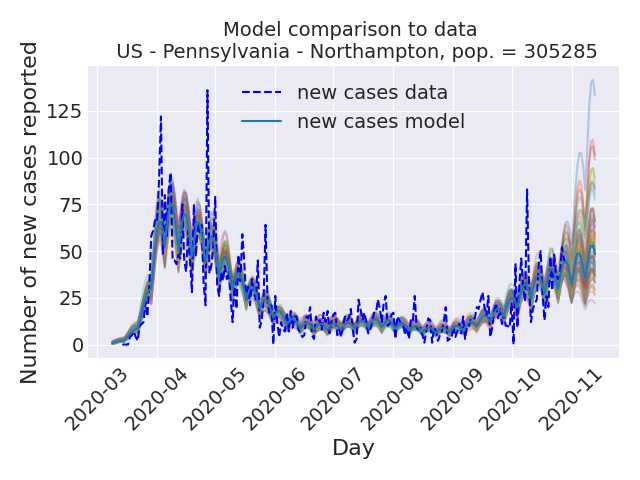 Model comparison to data
US - Pennsylvania - Northampton, pop. = 305285
Number of new cases reported
125
100
75
50
25
0
new cases data
new cases model
2020-03
2020-04
2020-05
2020-06
2020-07
2020-08
2020-09
2020-10
2020-11
Day